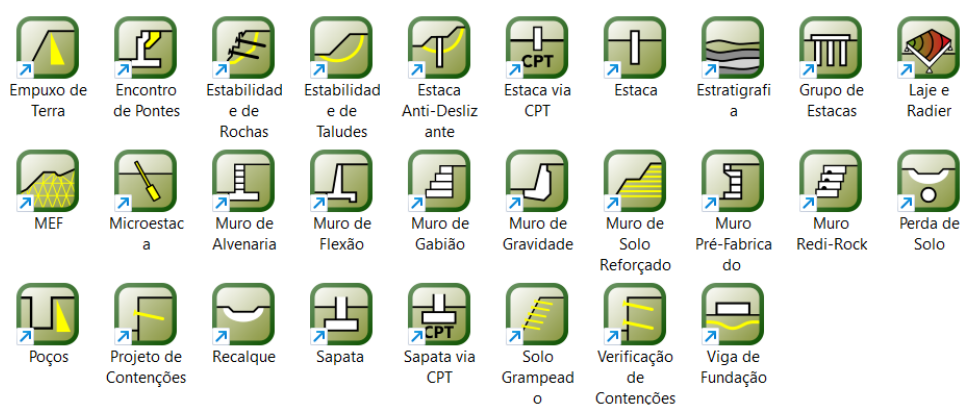 Empuxo de Terra
Encontro de Pontes
Estabilidad e de Rochas
Estabilidad e de Taludes
Estaca Anti-Desliz ante
CPT
Estaca via CPT
Estaca
Estratigrafi a
Grupo de Estacas
Laje e Radier
MEF
Microestac a
Muro de Alvenaria
Muro de Flexão
Muro de Gabião
Muro de Gravidade
Muro de Solo Reforçado
Muro Pré-Fabrica do
Muro Redi-Rock
Perda de Solo
Poços
Projeto de Contenções
Recalque
Sapata
CPT
Sapata via CPT
Solo Grampead o
Verificação de Contenções
Viga de Fundação